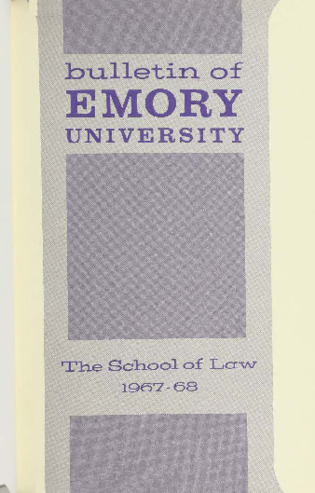 bulletin of
EMORY
UNIVERSITY
The School of Law
1967-68